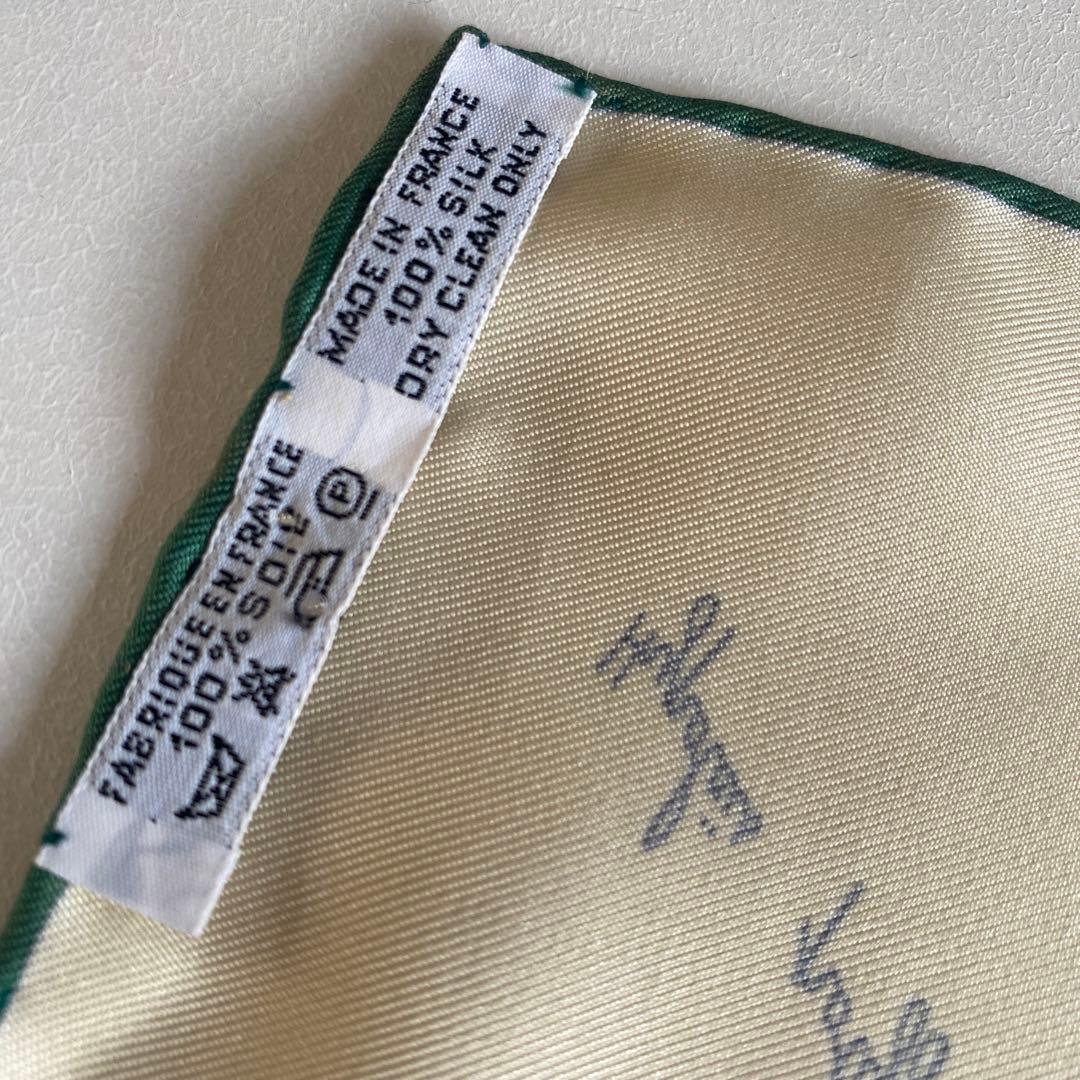 MADE IN FRANCE
100% SILK
DRY CLEAN ONLY
FABRIQUE EN FRANCE
100% SOIE
P